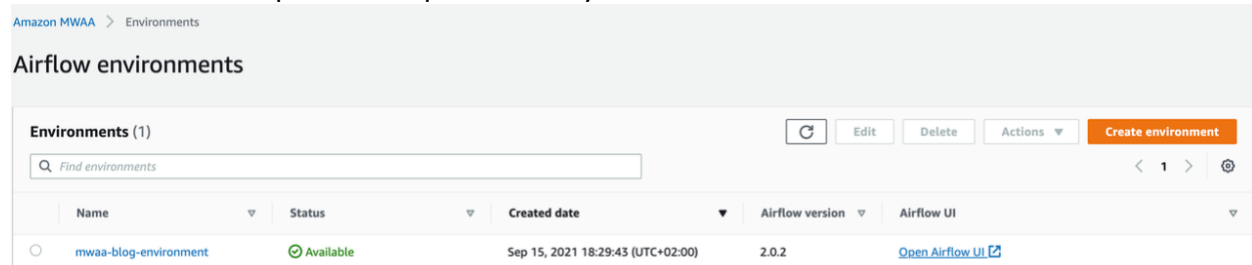 Amazon MWAA > Environments
Airflow environments
Environments (1)
Edit
Delete
Actions
Create environment
Find environments
< 1 >
Name
Status
Created date
Airflow version
Airflow UI
mwaa-blog-environment
Available
Sep 15, 2021 18:29:43 (UTC+02:00)
2.0.2
Open Airflow UI